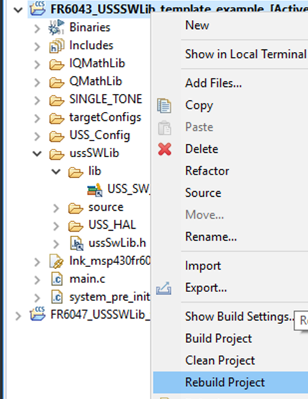 FR6043_USSSWLib_template_example [Active
Binaries
Includes
IQMathLib
QMathLib
SINGLE_TONE
targetConfigs
USS_Config
ussSWLib
lib
USS_SW_
source
USS_HAL
ussSwLib.h
lnk_msp430fr60
main.c
system_pre_init
FR6047_USSSWLib_
New
Show in Local Terminal
Add Files...
Copy
Paste
Delete
Refactor
Source
Move...
Rename...
Import
Export...
Show Build Settings...
Build Project
Clean Project
Rebuild Project